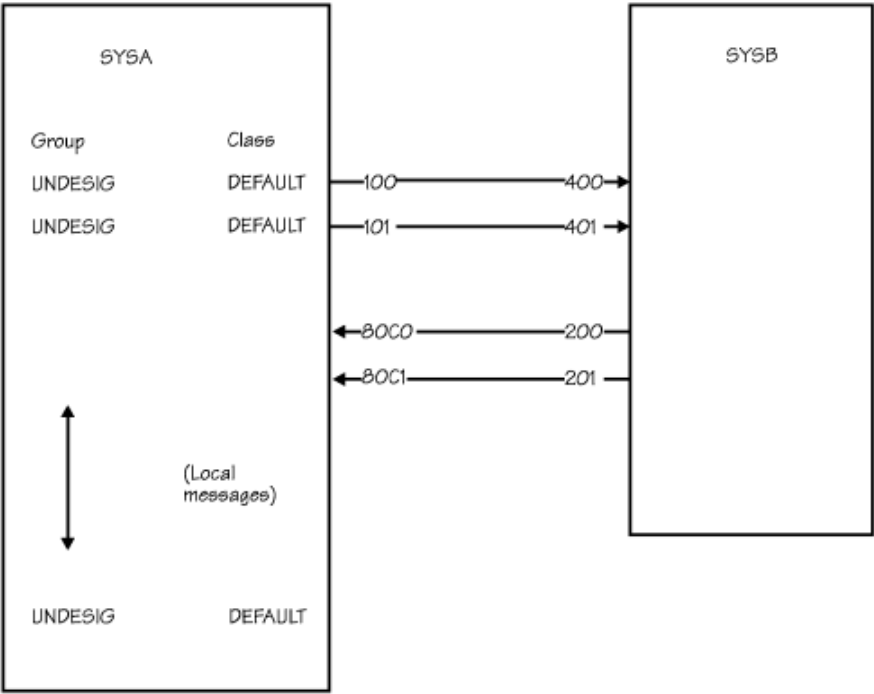 SYSA SYSB
Group Class
UNDESIG DEFAULT 100 400
UNDESIG DEFAULT 101 401
80C0 200
80C1 201
(Local
messages)
UNDESIG DEFAULT